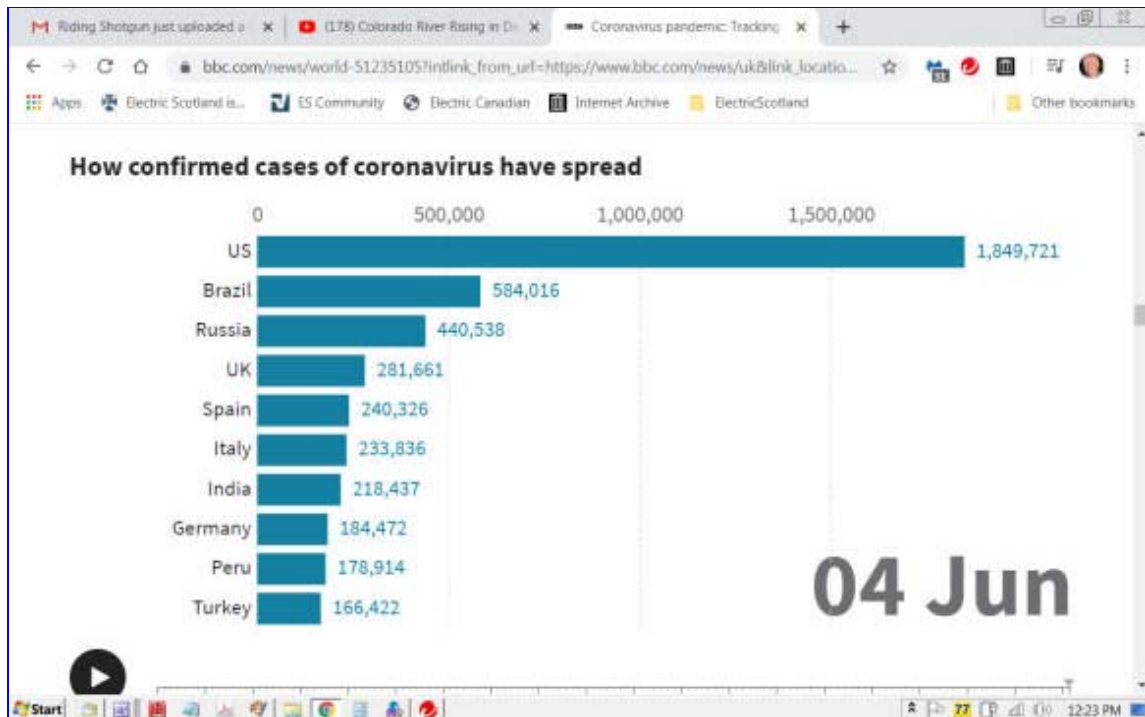 Riding Shotgun just uploaded a
(178) Colorado River Rising in D
Coronavirus pandemic: Tracking
bbc.com/news/world-51235105?intlink_from_url=https://www.bbc.com/news/uk&link_locatio...
Apps Electric Scotland is... ES Community Electric Canadian Internet Archive ElectricScotland Other bookmarks
How confirmed cases of coronavirus have spread
0 500,000 1,000,000 1,500,000
US 1,849,721
Brazil 584,016
Russia 440,538
UK 281,661
Spain 240,326
Italy 233,836
India 218,437
Germany 184,472
Peru 178,914
Turkey 166,422
04 Jun
Start 77 12:23 PM